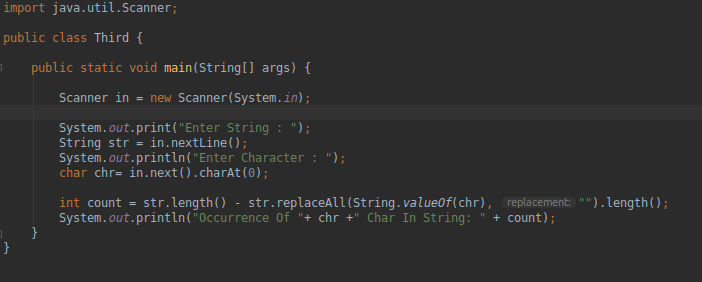 import java.util.Scanner;
public class Third {
public static void main(String[] args) {
Scanner in = new Scanner(System.in);
System.out.print("Enter String : ");
String str = in.nextLine();
System.out.println("Enter Character : ");
char chr= in.next().charAt(0);
int count = str.length() - str.replaceAll(String.valueOf(chr), replacement: "").length();
System.out.println("Occurrence Of "+ chr +" Char In String: " + count);
}
}